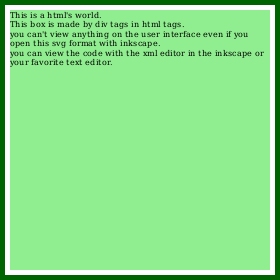 This is a html's world.
This box is made by div tags in html tags.
you can't view anything on the user interface even if you
open this svg format with inkscape.
you can view the code with the xml editor in the inkscape or
your favorite text editor.